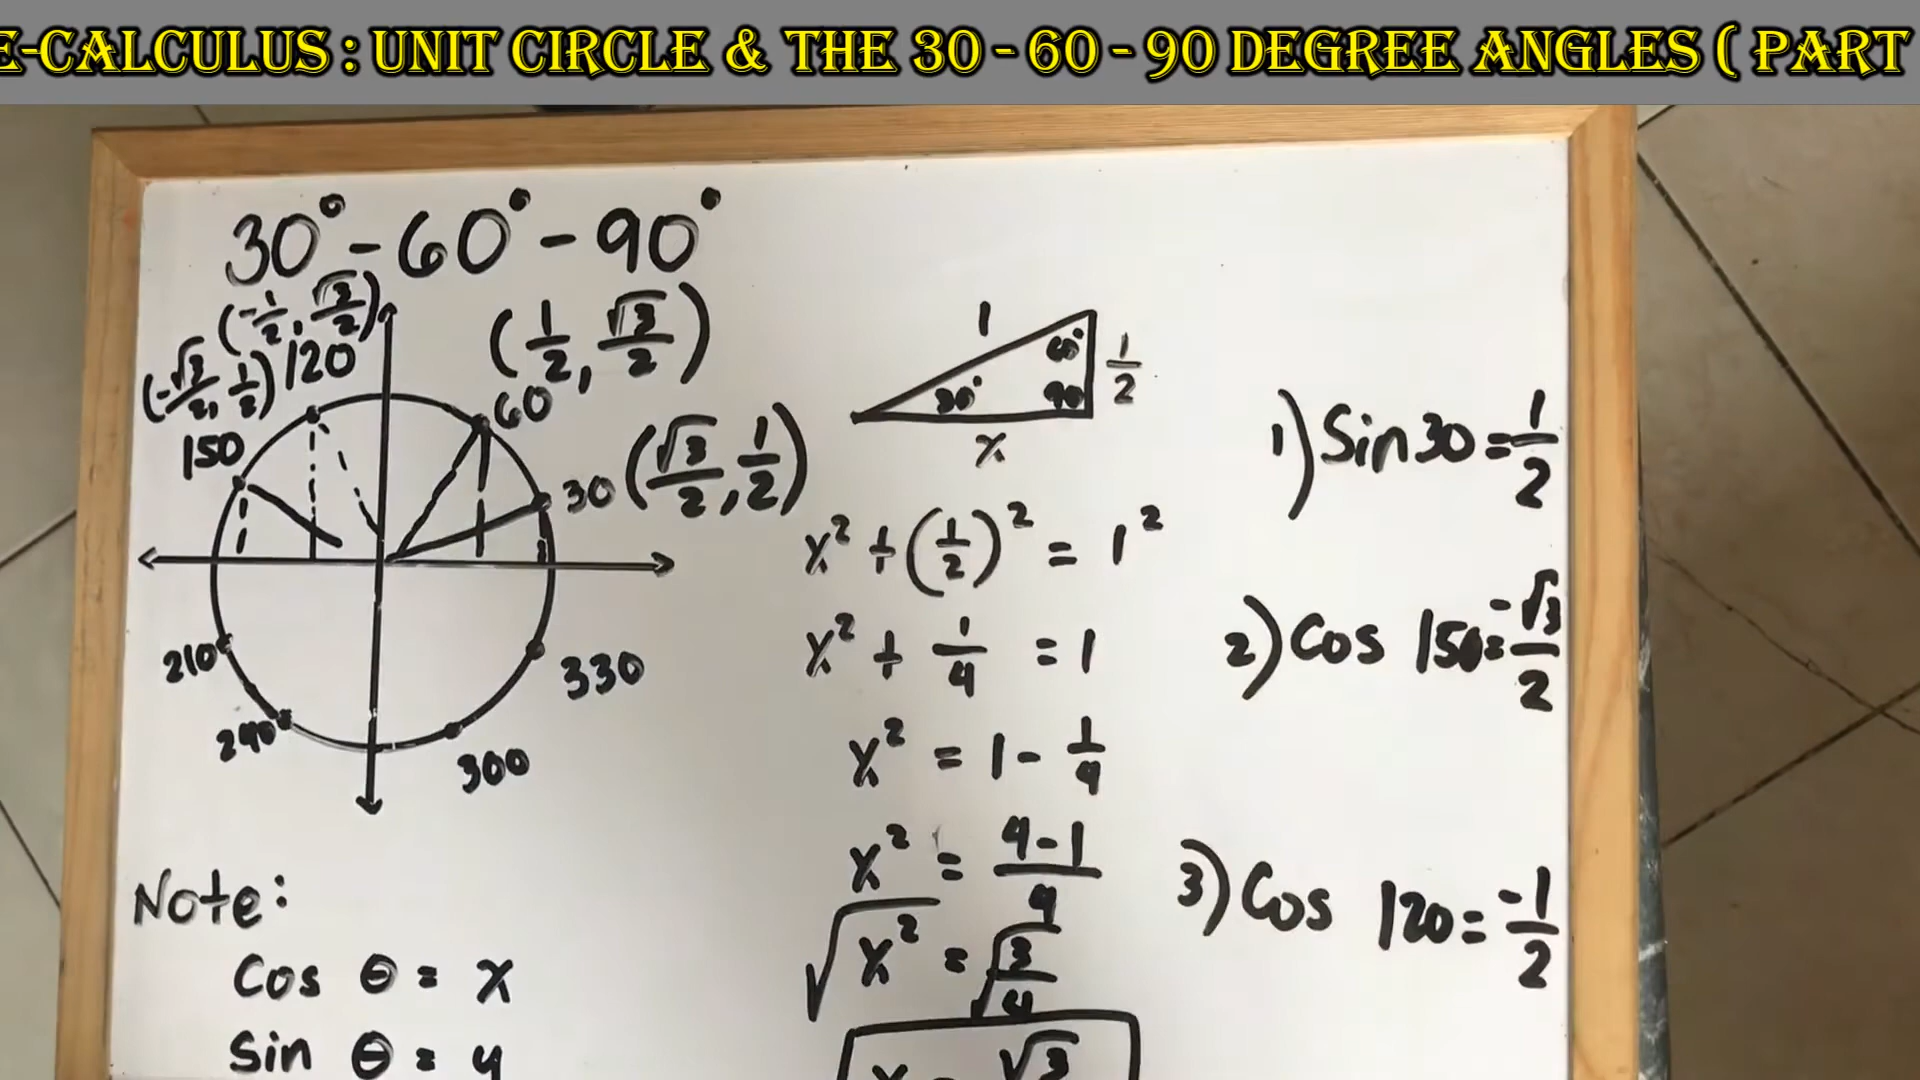 E-CALCULUS : UNIT CIRCLE & THE 30 - 60 - 90 DEGREE ANGLES ( PART
30° - 60° - 90°
(-1/2, √3/2)
(1/2, √3/2)
(-√3/2, 1/2)
120
60
150
30 (√3/2, 1/2)
210
330
240
300
Note:
Cos θ = x
Sin θ = y
1
60°
1/2
30°
90
x
x² + (1/2)² = 1²
x² + 1/4 = 1
x² = 1 - 1/4
x² = 4-1/4
√x² = √3/4
x = √3
1) Sin 30 = 1/2
2) Cos 150 = -√3/2
3) Cos 120 = -1/2